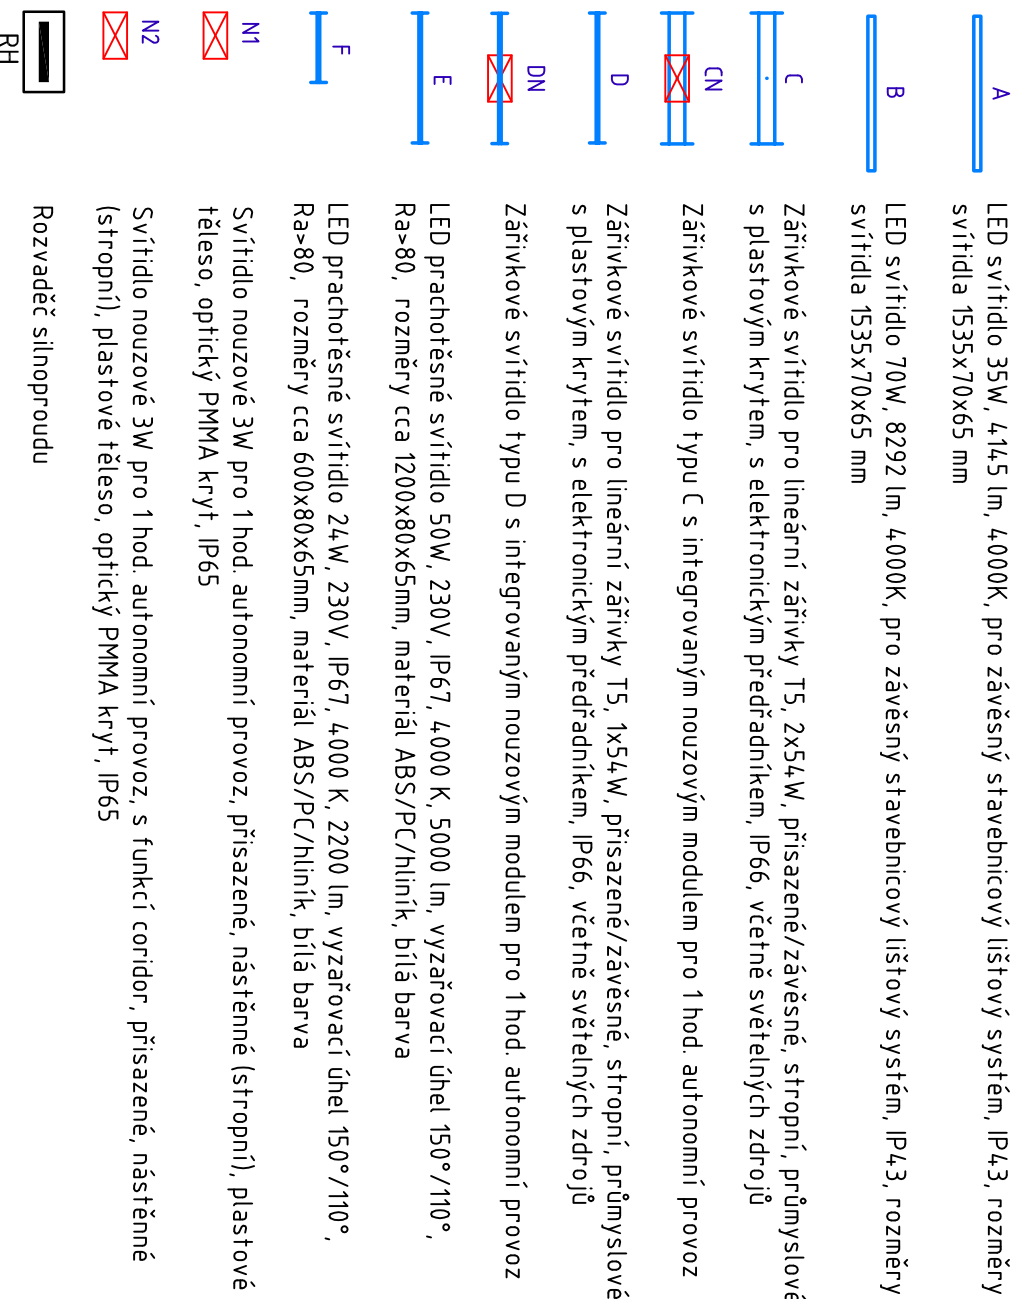 A
LED svítidlo 35W, 4145 lm, 4000K, pro závěsný stavebnicový lištový systém, IP43, rozměry
svítidla 1535x70x65 mm
B
LED svítidlo 70W, 8292 lm, 4000K, pro závěsný stavebnicový lištový systém, IP43, rozměry
svítidla 1535x70x65 mm
C
Zářivkové svítidlo pro lineární zářivky T5, 2x54W, přisazené/závěsné, stropní, průmyslové
s plastovým krytem, s elektronickým předřadníkem, IP66, včetně světelných zdrojů
CN
Zářivkové svítidlo typu C s integrovaným nouzovým modulem pro 1 hod. autonomní provoz
D
Zářivkové svítidlo pro lineární zářivky T5, 1x54W, přisazené/závěsné, stropní, průmyslové
s plastovým krytem, s elektronickým předřadníkem, IP66, včetně světelných zdrojů
DN
Zářivkové svítidlo typu D s integrovaným nouzovým modulem pro 1 hod. autonomní provoz
E
LED prachotěsné svítidlo 50W, 230V, IP67, 4000 K, 5000 lm, vyzařovací úhel 150°/110°,
Ra>80, rozměry cca 1200x80x65mm, materiál ABS/PC/hliník, bílá barva
F
LED prachotěsné svítidlo 24W, 230V, IP67, 4000 K, 2200 lm, vyzařovací úhel 150°/110°,
Ra>80, rozměry cca 600x80x65mm, materiál ABS/PC/hliník, bílá barva
N1
Svítidlo nouzové 3W pro 1 hod. automomní provoz, přisazené, nástěnné (stropní), plastové
těleso, optický PMMA kryt, IP65
N2
Svítidlo nouzové 3W pro 1 hod. automomní provoz, s funkcí coridor, přisazené, nástěnné
(stropní), plastové těleso, optický PMMA kryt, IP65
RH
Rozvaděč silnoproudu